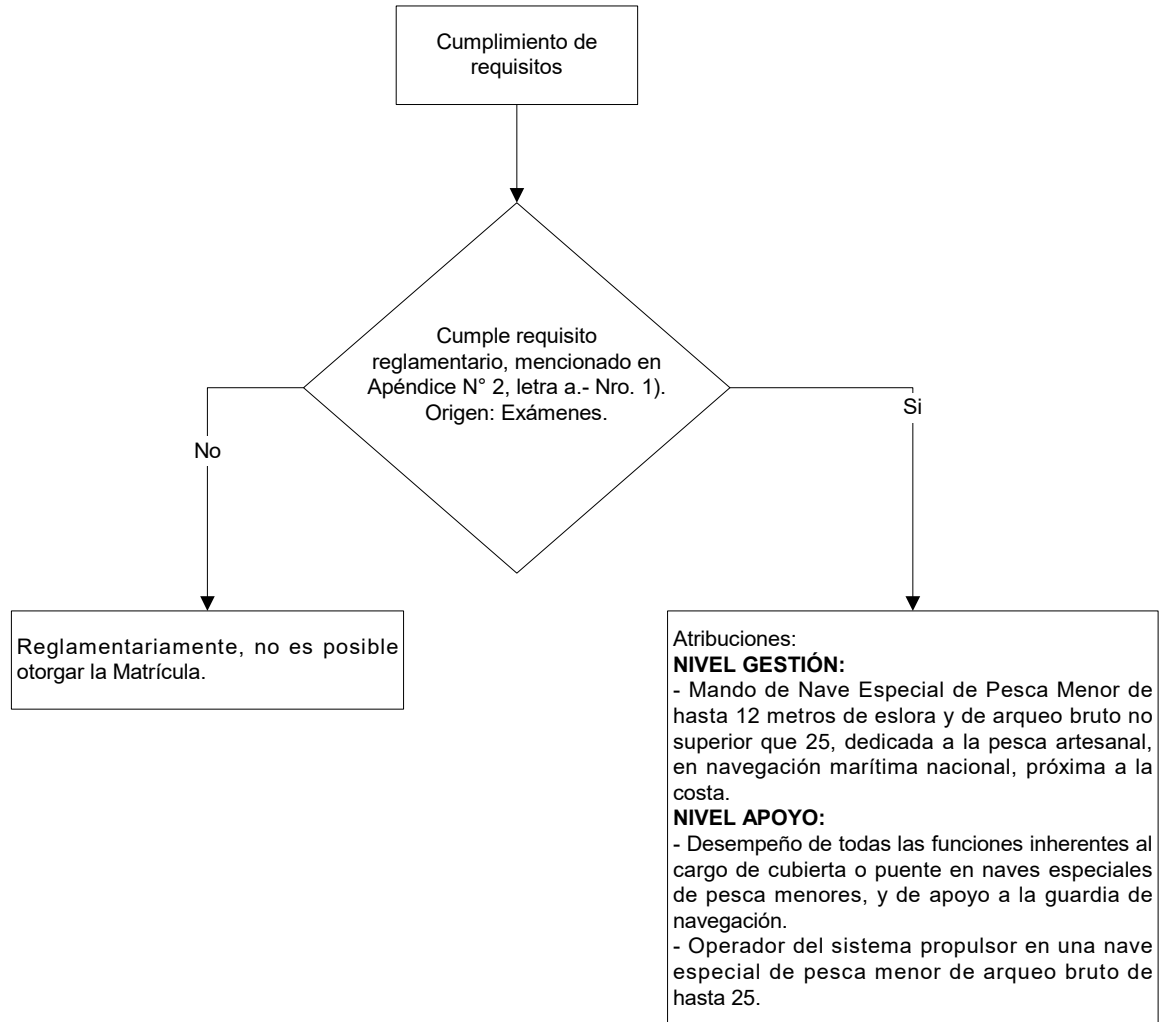 Cumplimiento de
requisitos
Cumple requisito
reglamentario, mencionado en
Apéndice N° 2, letra a.- Nro. 1).
Origen: Exámenes.
No
Si
Reglamentariamente, no es posible
otorgar la Matrícula.
Atribuciones:
NIVEL GESTIÓN:
- Mando de Nave Especial de Pesca Menor de
hasta 12 metros de eslora y de arqueo bruto no
superior que 25, dedicada a la pesca artesanal,
en navegación marítima nacional, próxima a la
costa.
NIVEL APOYO:
- Desempeño de todas las funciones inherentes al
cargo de cubierta o puente en naves especiales
de pesca menores, y de apoyo a la guardia de
navegación.
- Operador del sistema propulsor en una nave
especial de pesca menor de arqueo bruto de
hasta 25.